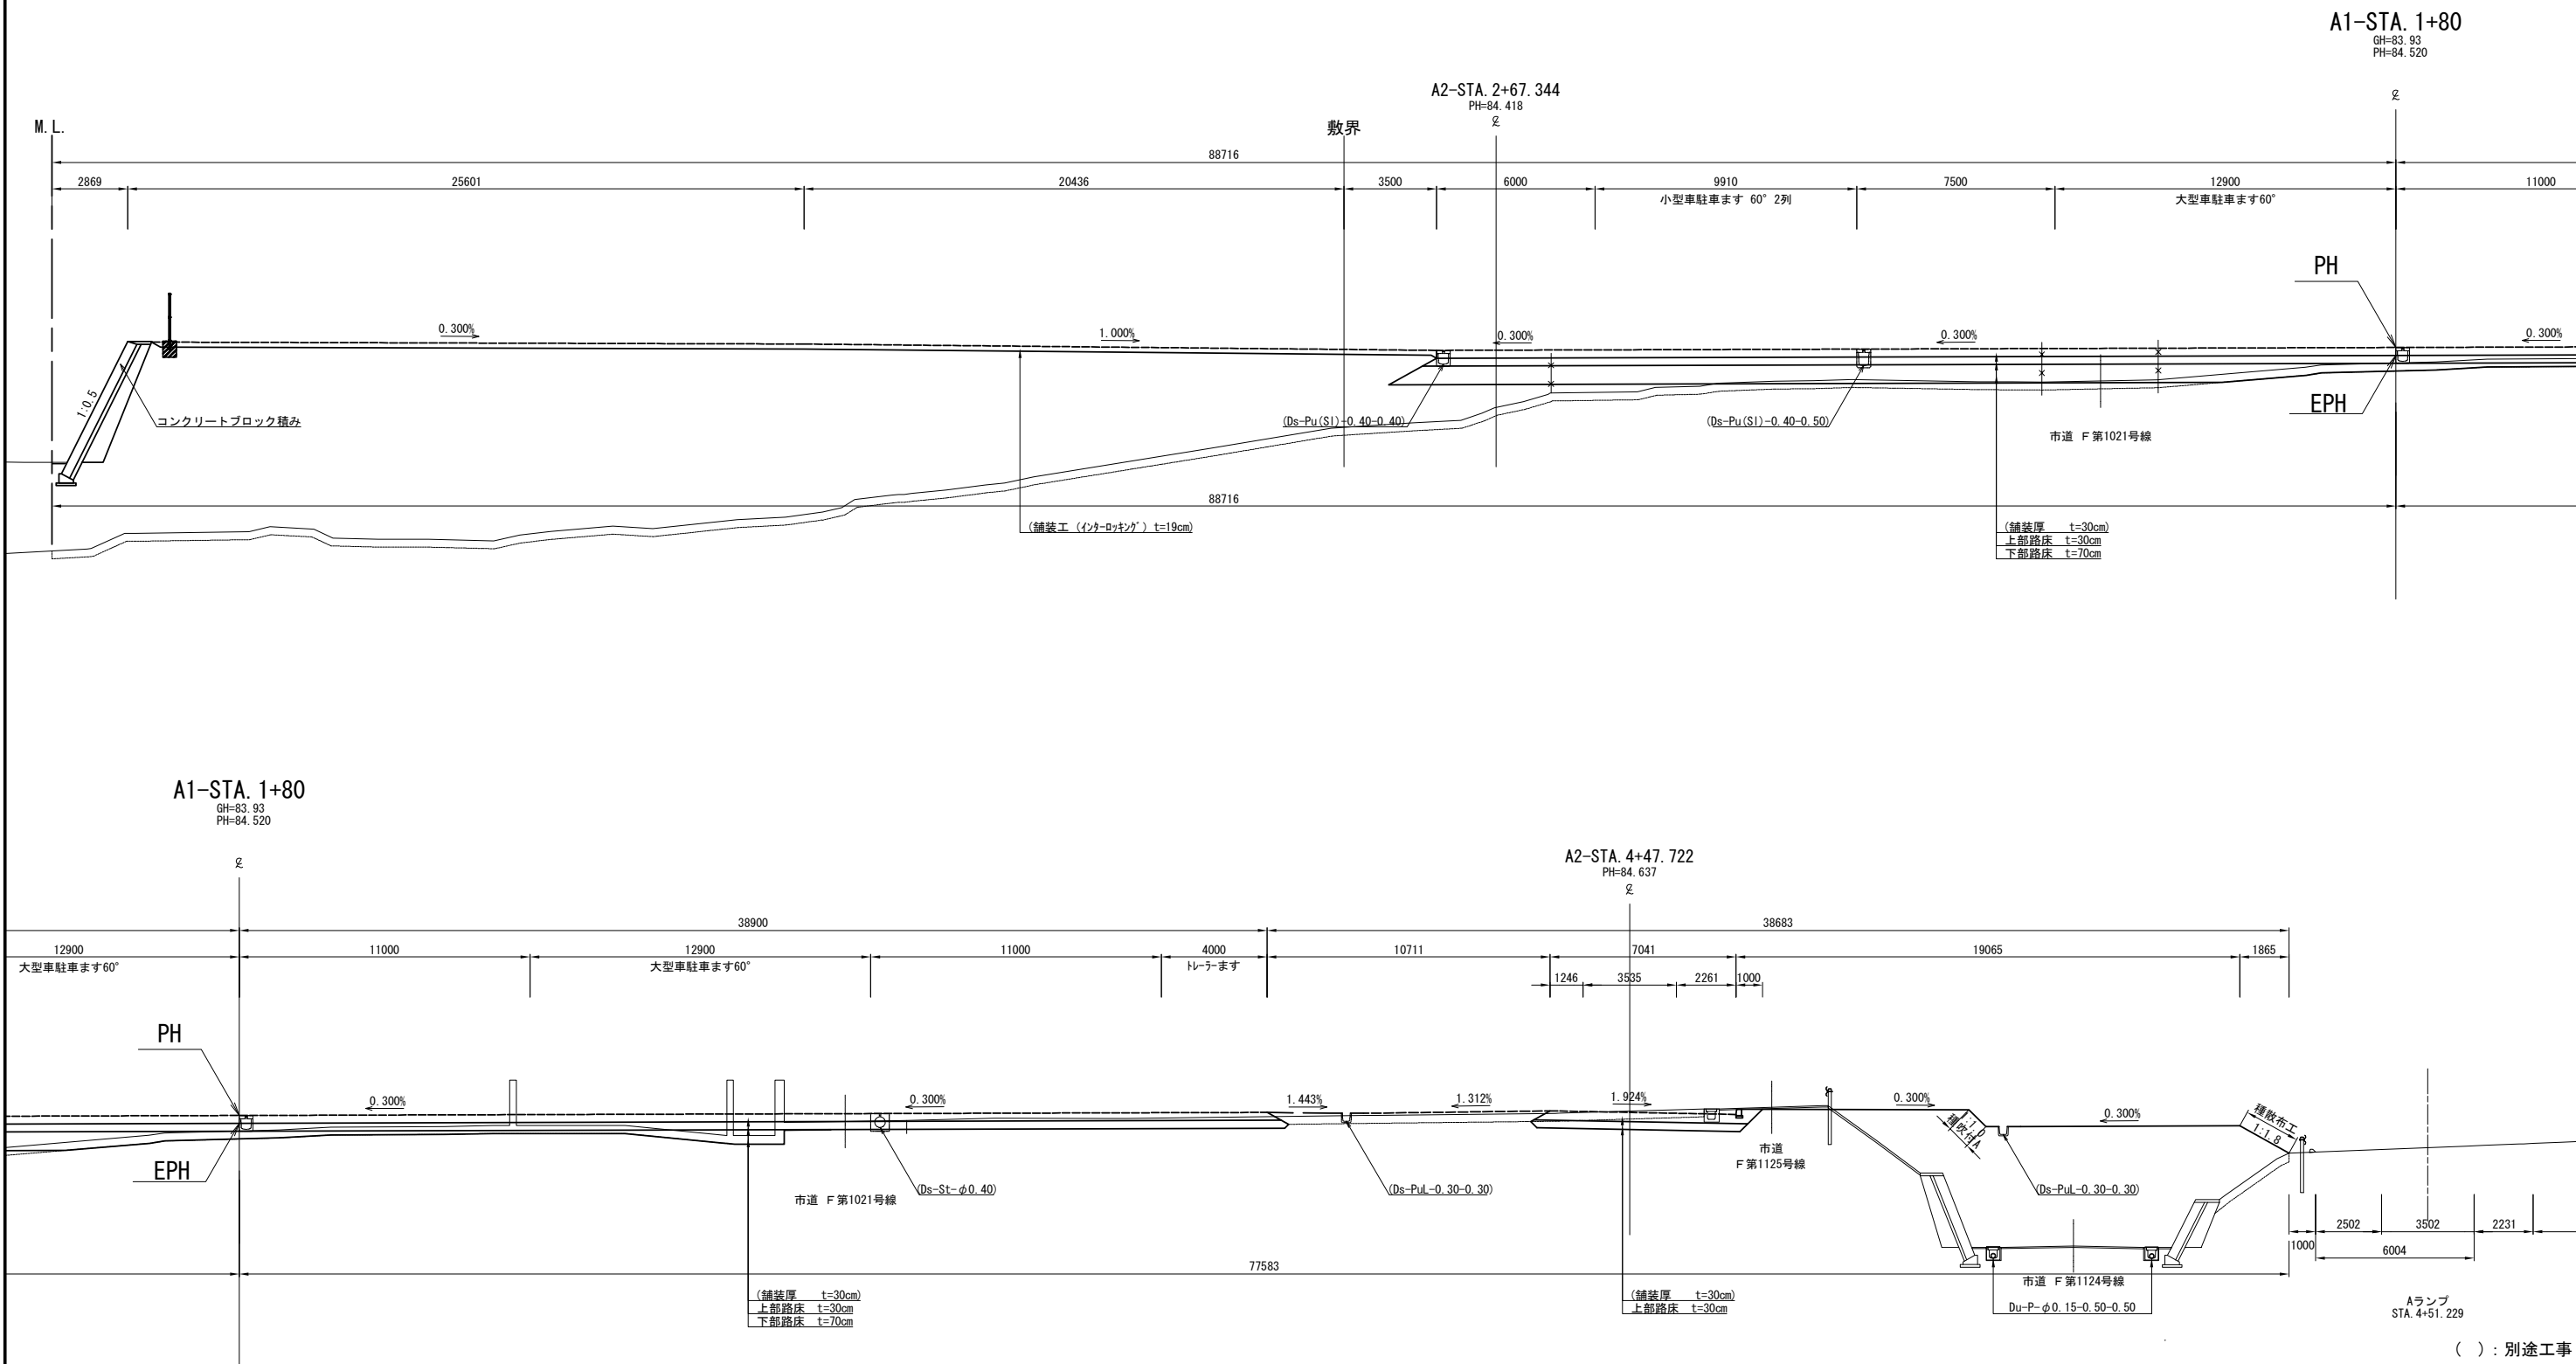 A1-STA. 1+80
GH=83.93
PH=84.520
A2-STA. 2+67.344
PH=84.418
M.L.
敷界
88716
2869
25601
20436
3500
6000
9910
7500
12900
11000
小型車駐車ます 60° 2列
大型車駐車ます60°
PH
0.300%
1.000%
0.300%
0.300%
0.300%
1:0.5
コンクリートブロック積み
(Ds-Pu(Sl)-0.40-0.40)
(Ds-Pu(Sl)-0.40-0.50)
EPH
市道 F第1021号線
88716
(舗装工 (インターロッキング) t=19cm)
(舗装厚 t=30cm)
上部路床 t=30cm
下部路床 t=70cm
A1-STA. 1+80
GH=83.93
PH=84.520
A2-STA. 4+47.722
PH=84.637
38900
38683
12900
11000
12900
11000
4000
10711
7041
19065
1865
大型車駐車ます60°
大型車駐車ます60°
トレーラーます
1246
3535
2261
1000
PH
0.300%
0.300%
1.443%
1.312%
1.924%
0.300%
0.300%
1:1.0
種吹付A
種散布工
1:1.8
EPH
市道
F第1125号線
市道 F第1021号線
(Ds-St-φ0.40)
(Ds-PuL-0.30-0.30)
(Ds-PuL-0.30-0.30)
2502
3502
2231
1000
6004
77583
市道 F第1124号線
Du-P-φ0.15-0.50-0.50
(舗装厚 t=30cm)
上部路床 t=30cm
下部路床 t=70cm
(舗装厚 t=30cm)
上部路床 t=30cm
Aランプ
STA. 4+51.229
( ) : 別途工事